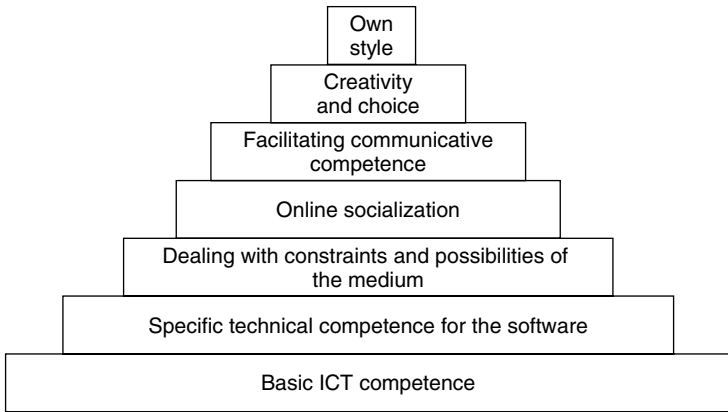 Own
style
Creativity
and choice
Facilitating communicative
competence
Online socialization
Dealing with constraints and possibilities of
the medium
Specific technical competence for the software
Basic ICT competence